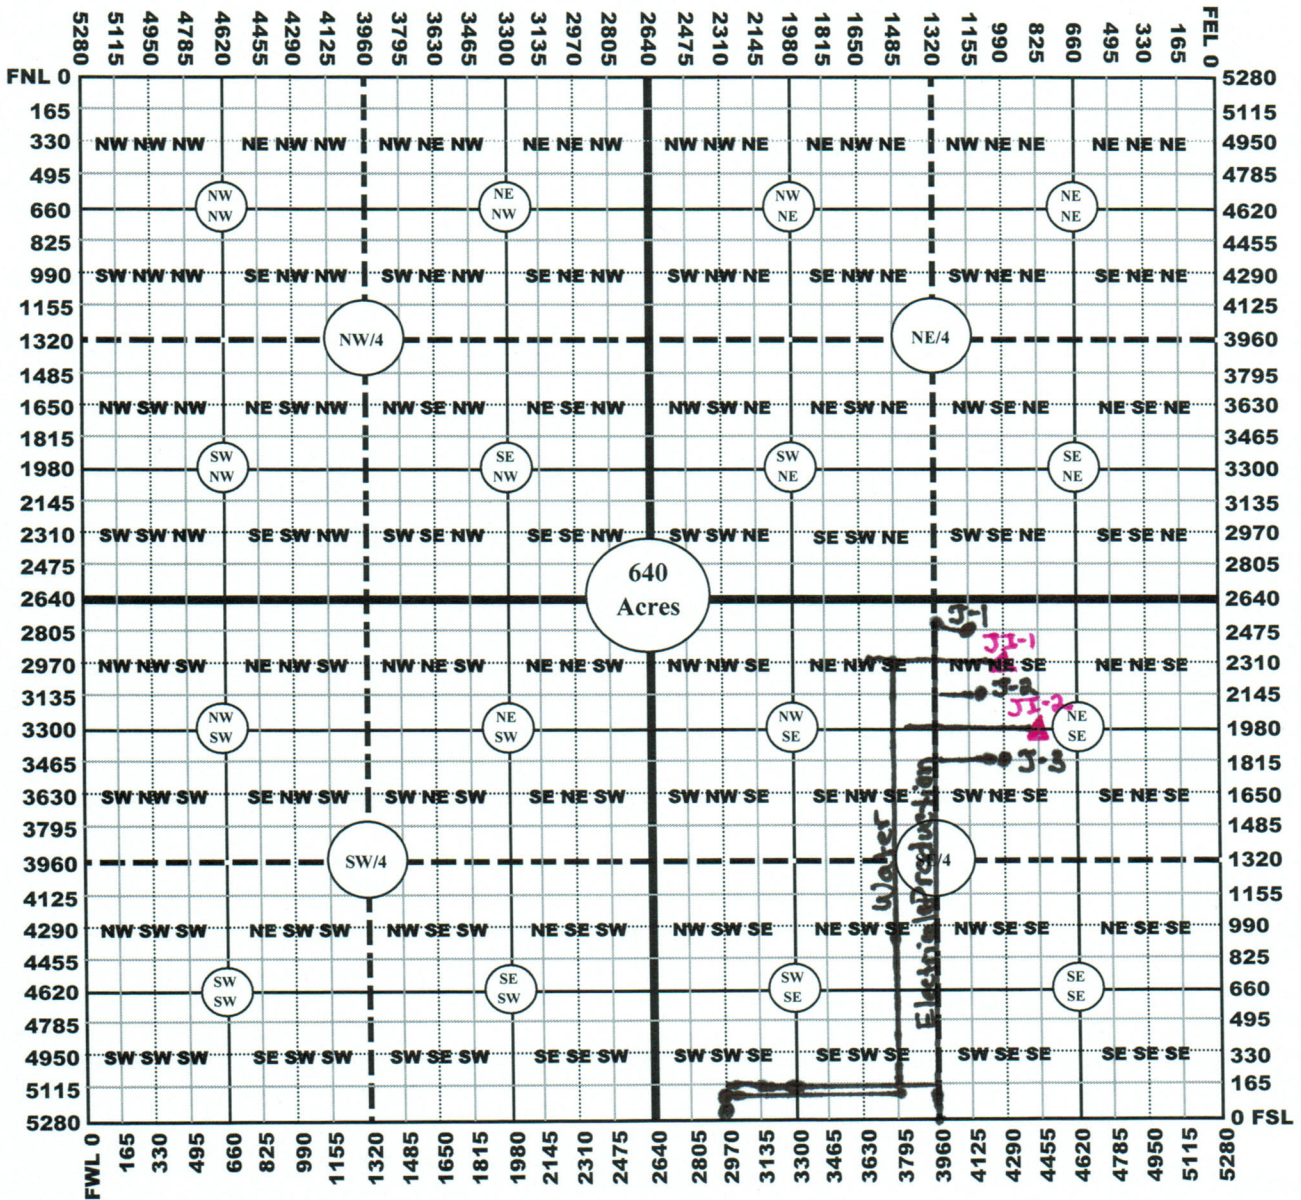 5280 5115 4950 4785 4620 4455 4290 4125 3960 3795 3630 3465 3300 3135 2970 2805 2640 2475 2310 2145 1980 1815 1650 1485 1320 1155 990 825 660 495 330 165 FEL 0
FNL 0 5280
165 5115
330 NW NW NW NE NW NW NW NE NW NE NE NW NW NW NE NE NW NE NW NE NE NE NE NE 4950
495 4785
NW NE NW NE
NW NW NE NE
660 4620
825 4455
990 SW NW NW SE NW NW SW NE NW SE NE NW SW NW NE SE NW NE SW NE NE SE NE NE 4290
1155 4125
1320 NW/4 NE/4 3960
1485 3795
1650 NW SW NW NE SW NW NW SE NW NE SE NW NW SW NE NE SW NE NW SE NE NE SE NE 3630
1815 3465
SW SE SW SE
NW NW NE NE
1980 3300
2145 3135
2310 SW SW NW SE SW NW SW SE NW SE SE NW SW SW NE SE SW NE SW SE NE SE SE NE 2970
2475 2805
640
Acres
2640 2640
J-1
2805 2475
JI-1
2970 NW NW SW NE NW SW NW NE SW NE NE SW NW NW SE NE NW SE NW NE SE NE NE SE 2310
J-2
3135 2145
JI-2
NW NE NW NE
SW SW SE SE
3300 1980
3465 J-3 1815
3630 SW NW SW SE NW SW SW NE SW SE NE SW SW NW SE SE NW SE SW NE SE SE NE SE 1650
3795 1485
3960 SW/4 /4 1320
Water
Electrical & Production
4125 1155
4290 NW SW SW NE SW SW NW SE SW NE SE SW NW SW SE NE SW SE NW SE SE NE SE SE 990
4455 825
SW SE SW SE
SW SW SE SE
4620 660
4785 495
4950 SW SW SW SE SW SW SW SE SW SE SE SW SW SW SE SE SW SE SW SE SE SE SE SE 330
5115 165
5280 0 FSL
FWL 0 165 330 495 660 825 990 1155 1320 1485 1650 1815 1980 2145 2310 2475 2640 2805 2970 3135 3300 3465 3630 3795 3960 4125 4290 4455 4620 4785 4950 5115 5280